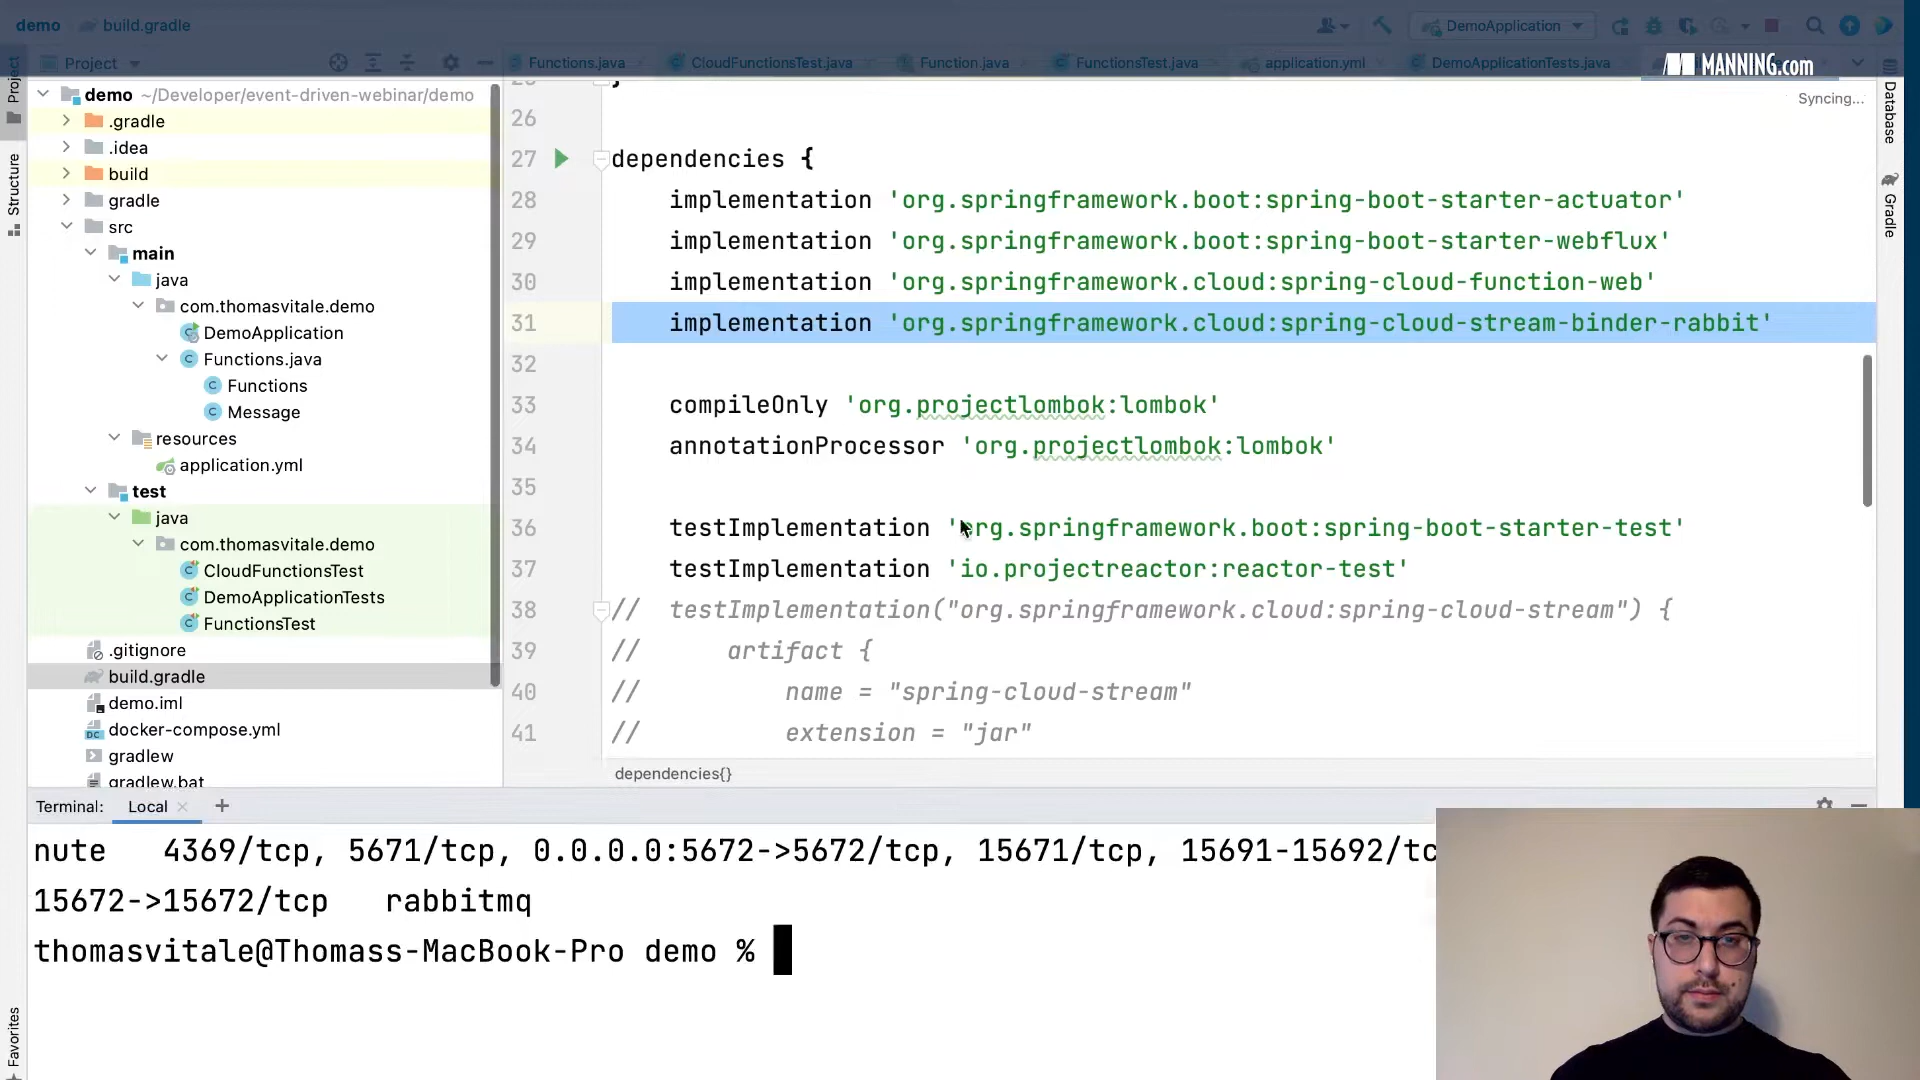 demo build.gradle
DemoApplication
Project
Functions.java CloudFunctionsTest.java Function.java FunctionsTest.java application.yml DemoApplicationTests.java
MANNING.com
Syncing...
Project
Structure
Favorites
Database
Gradle
demo ~/Developer/event-driven-webinar/demo
.gradle
.idea
build
gradle
src
main
java
com.thomasvitale.demo
DemoApplication
Functions.java
Functions
Message
resources
application.yml
test
java
com.thomasvitale.demo
CloudFunctionsTest
DemoApplicationTests
FunctionsTest
.gitignore
build.gradle
demo.iml
docker-compose.yml
gradlew
gradlew.bat
26
27 dependencies {
28 implementation 'org.springframework.boot:spring-boot-starter-actuator'
29 implementation 'org.springframework.boot:spring-boot-starter-webflux'
30 implementation 'org.springframework.cloud:spring-cloud-function-web'
31 implementation 'org.springframework.cloud:spring-cloud-stream-binder-rabbit'
32
33 compileOnly 'org.projectlombok:lombok'
34 annotationProcessor 'org.projectlombok:lombok'
35
36 testImplementation 'org.springframework.boot:spring-boot-starter-test'
37 testImplementation 'io.projectreactor:reactor-test'
38 // testImplementation("org.springframework.cloud:spring-cloud-stream") {
39 // artifact {
40 // name = "spring-cloud-stream"
41 // extension = "jar"
dependencies{}
Terminal: Local
nute 4369/tcp, 5671/tcp, 0.0.0.0:5672->5672/tcp, 15671/tcp, 15691-15692/tc
15672->15672/tcp rabbitmq
thomasvitale@Thomass-MacBook-Pro demo %